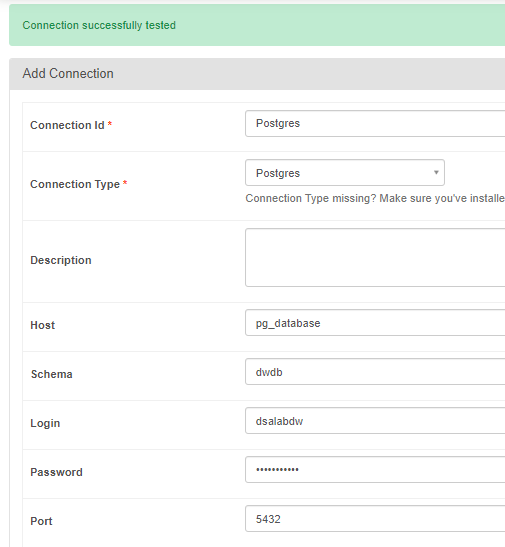 Connection successfully tested
Add Connection
Connection Id *
Postgres
Connection Type *
Postgres
Connection Type missing? Make sure you've installe
Description
Host
pg_database
Schema
dwdb
Login
dsalabdw
Password
•••••••••••
Port
5432